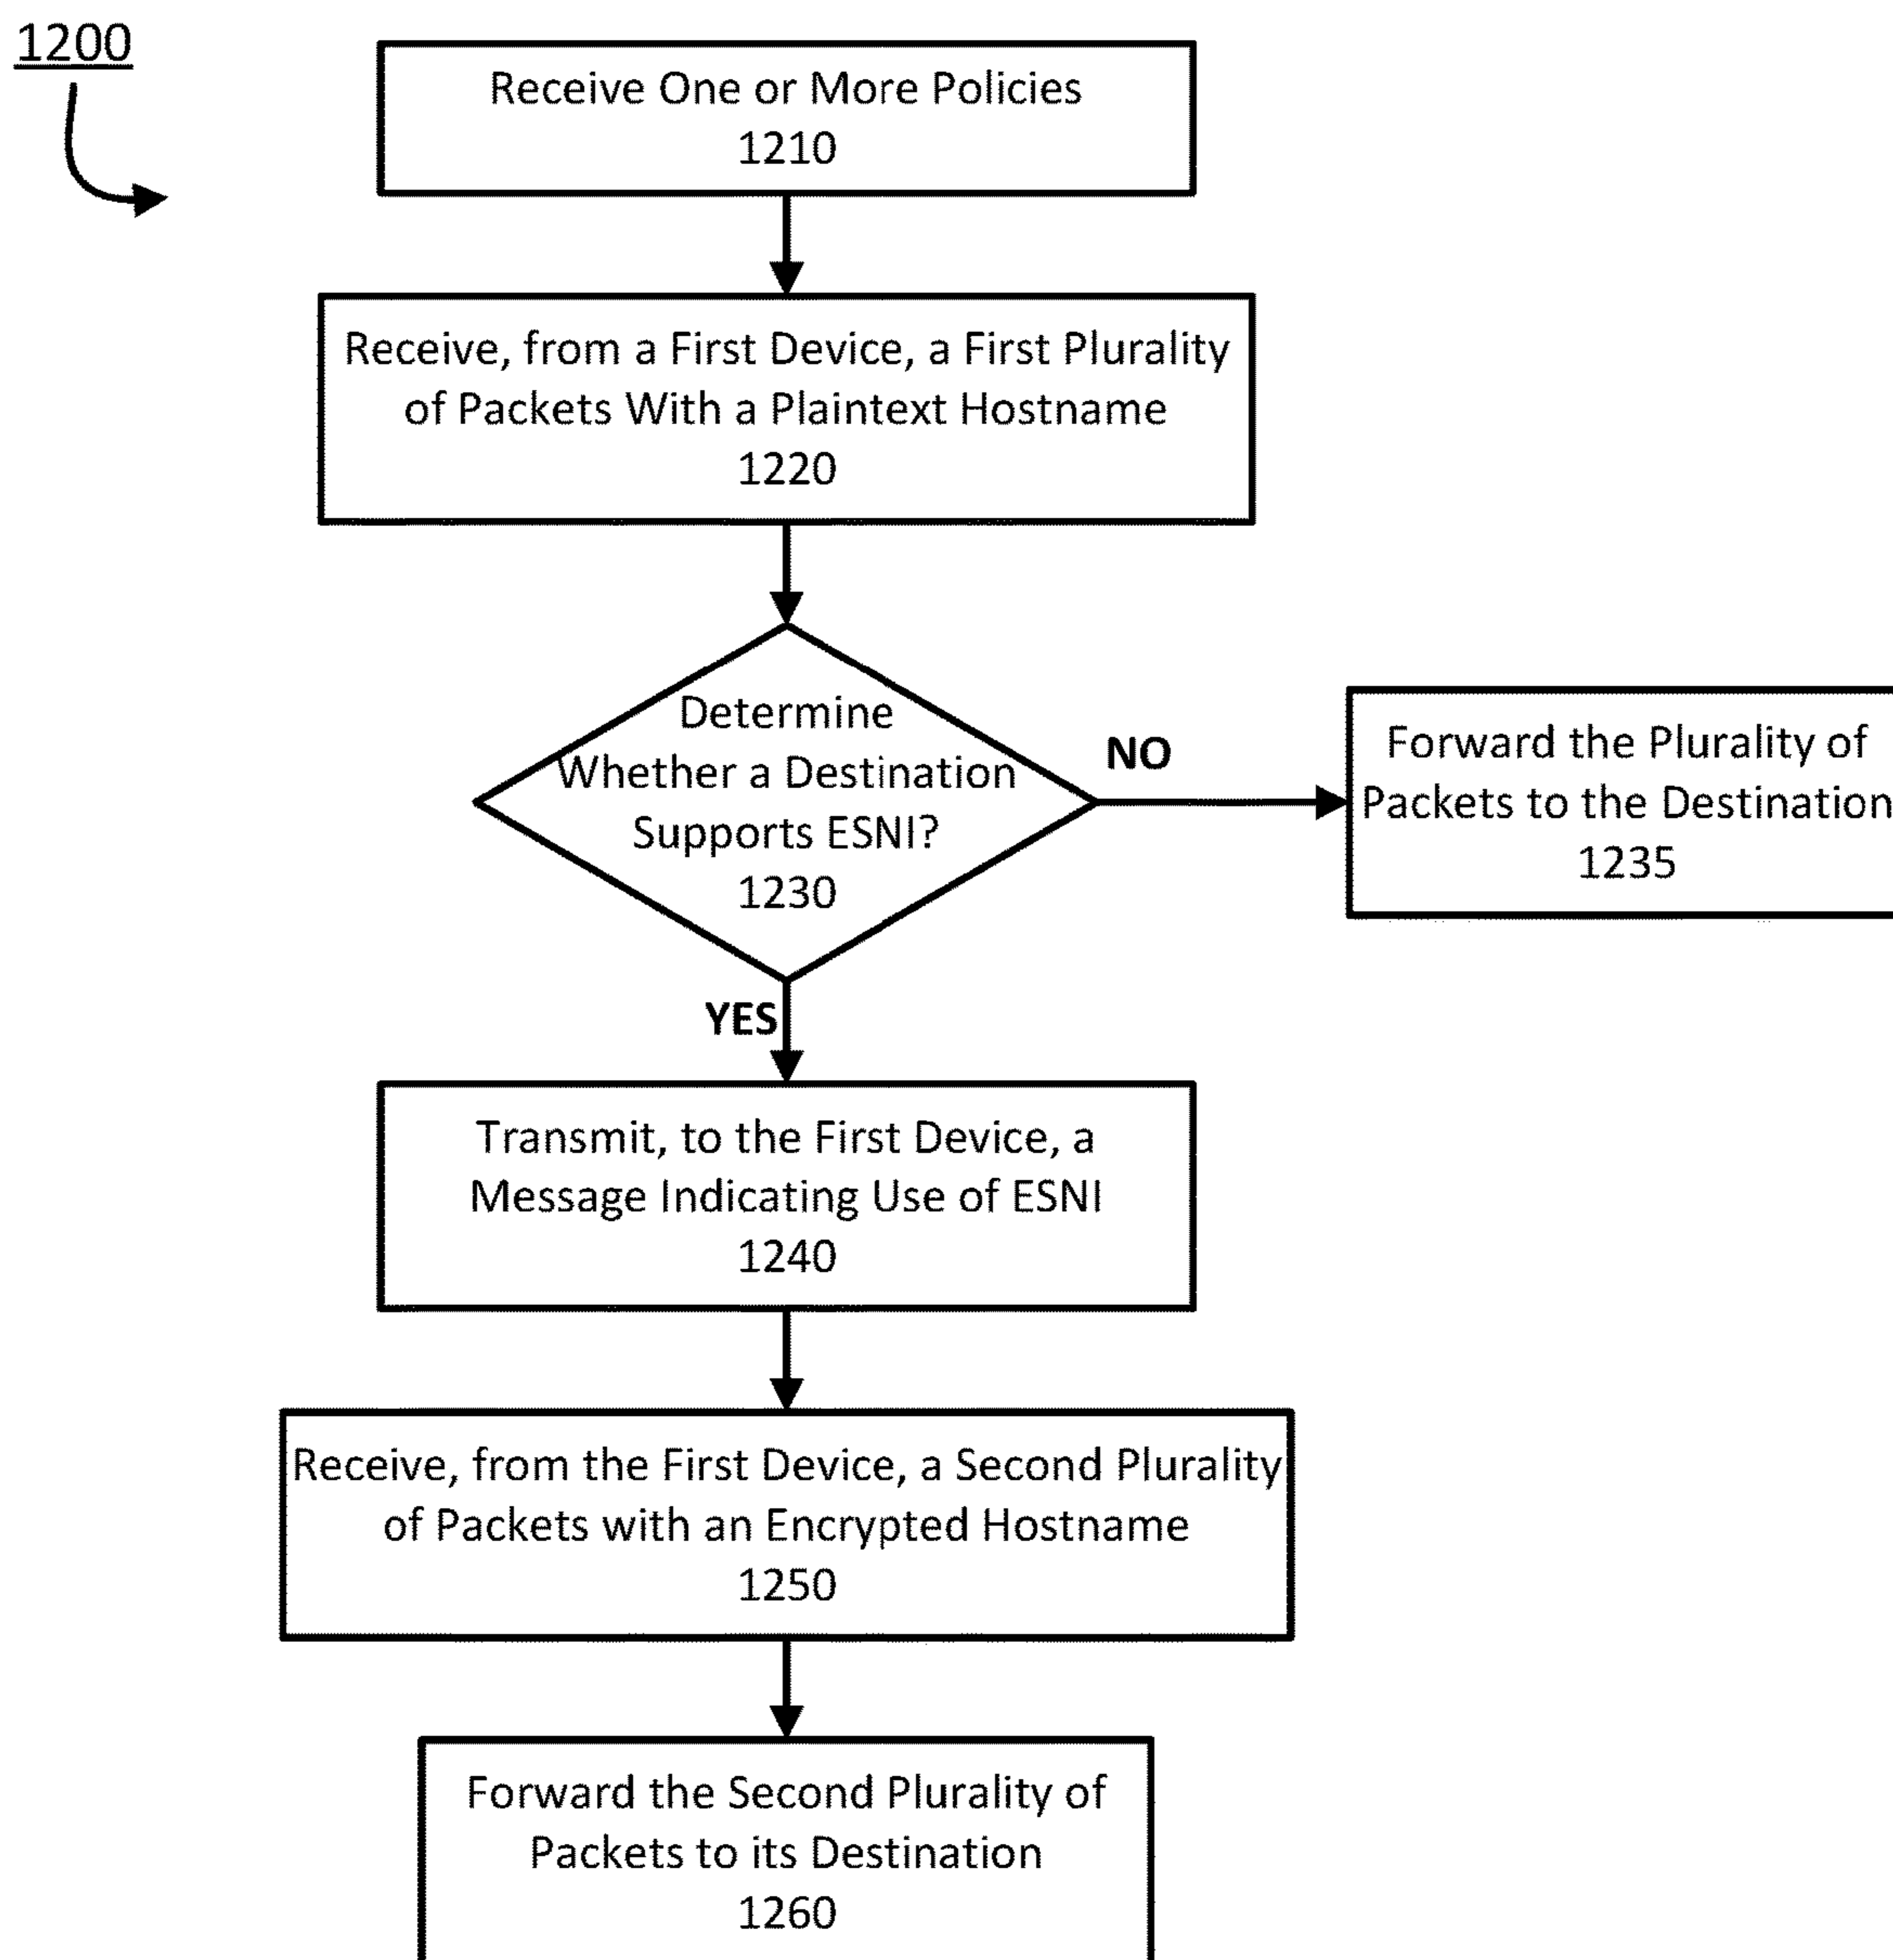 1200
Receive One or More Policies
1210
Receive, from a First Device, a First Plurality
of Packets With a Plaintext Hostname
1220
Determine
Whether a Destination
Supports ESNI?
1230
NO
Forward the Plurality of
Packets to the Destination
1235
YES
Transmit, to the First Device, a
Message Indicating Use of ESNI
1240
Receive, from the First Device, a Second Plurality
of Packets with an Encrypted Hostname
1250
Forward the Second Plurality of
Packets to its Destination
1260